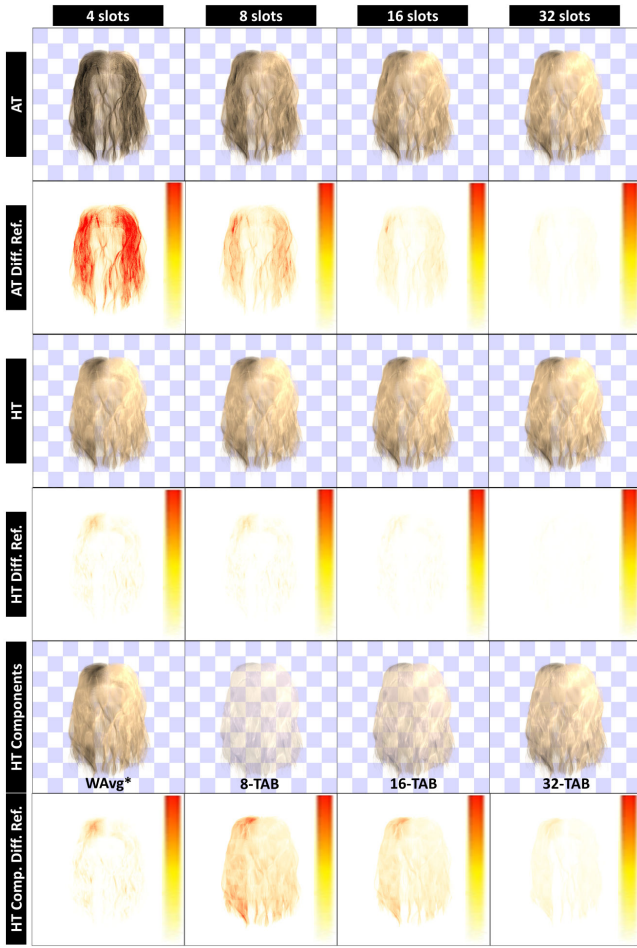 4 slots
8 slots
16 slots
32 slots
AT
AT Diff. Ref.
HT
HT Diff. Ref.
HT Components
WAvg*
8-TAB
16-TAB
32-TAB
HT Comp. Diff. Ref.